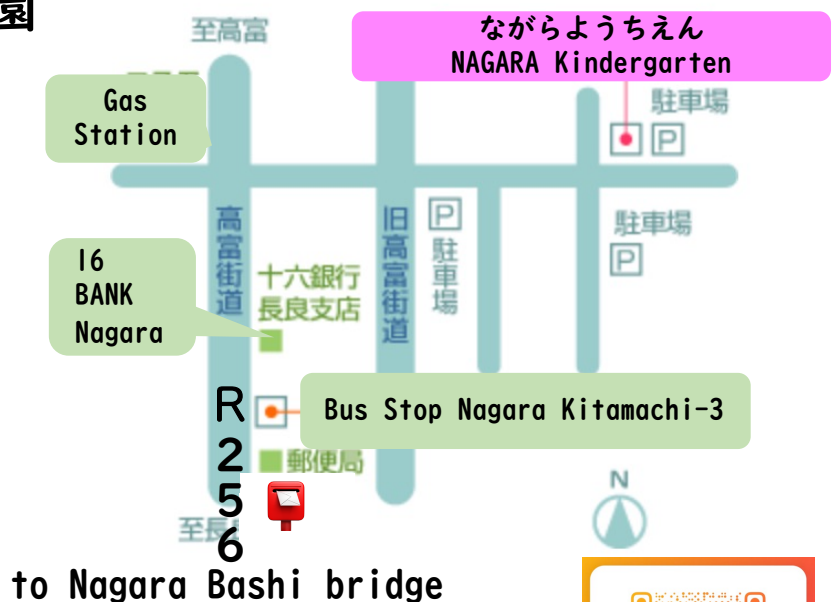 園
至高富
ながらようちえん
NAGARA Kindergarten
Gas
Station
駐車場
P
高富街道
旧高富街道
P
駐車場
駐車場
P
16
BANK
Nagara
十六銀行
長良支店
R
256
Bus Stop Nagara Kitamachi-3
郵便局
N
至長
to Nagara Bashi bridge